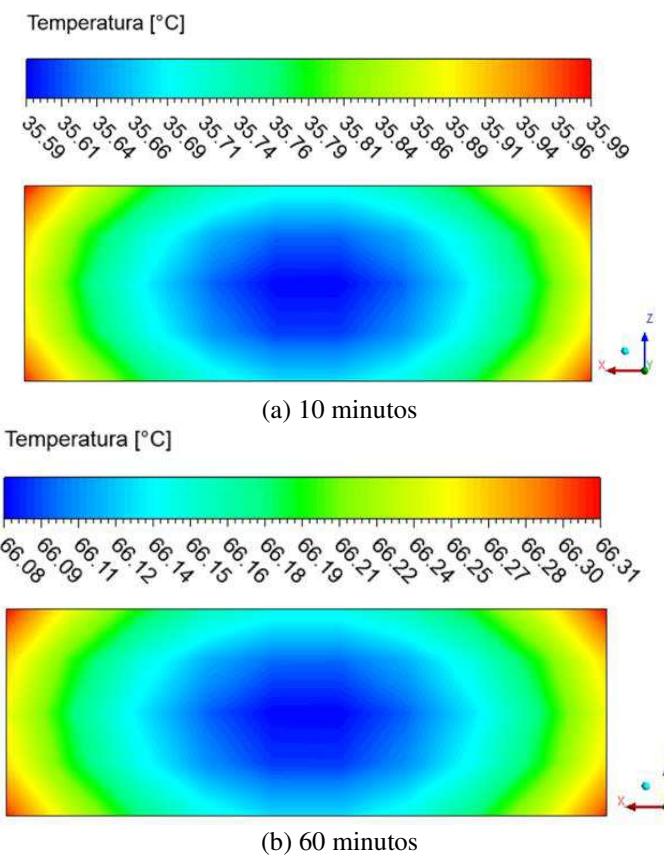 Temperatura [°C]
35.59 35.61 35.64 35.66 35.69 35.71 35.74 35.76 35.79 35.81 35.84 35.86 35.89 35.91 35.94 35.96 35.99
Z
X Y
(a) 10 minutos
Temperatura [°C]
66.08 66.09 66.11 66.12 66.14 66.15 66.16 66.18 66.19 66.21 66.22 66.24 66.25 66.27 66.28 66.30 66.31
X
(b) 60 minutos